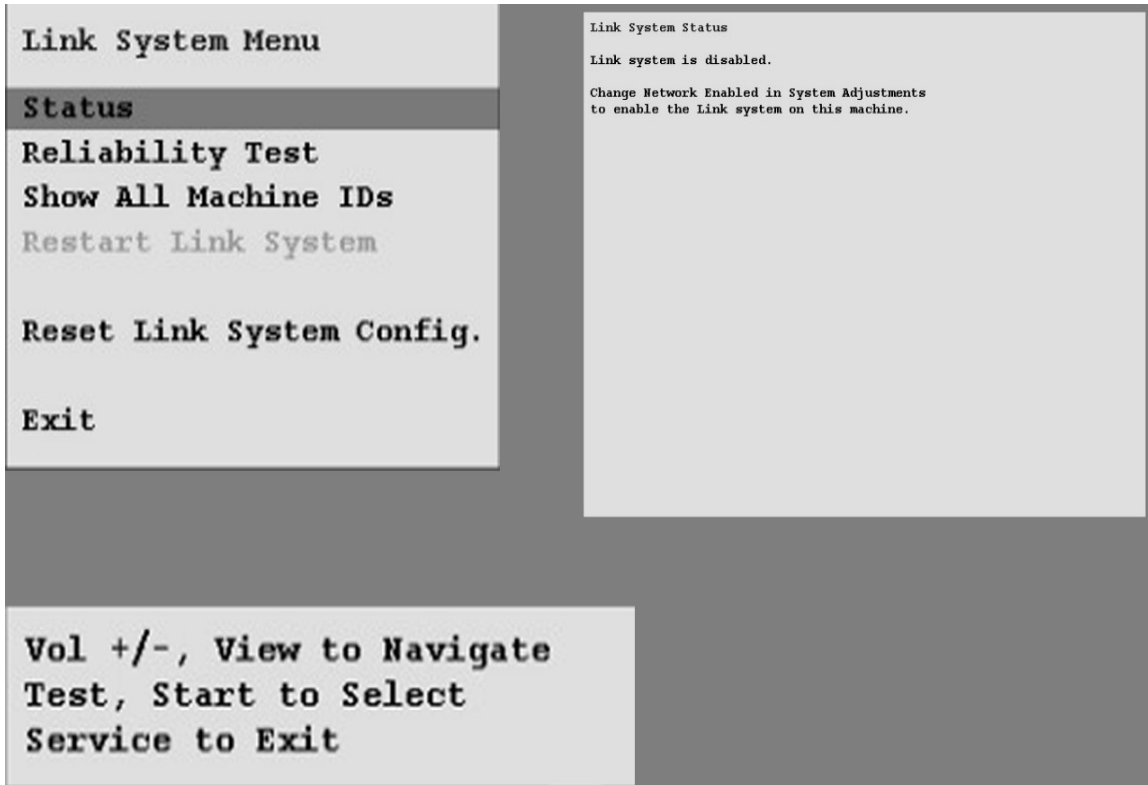 Link System Menu
Status
Reliability Test
Show All Machine IDs
Restart Link System
Reset Link System Config.
Exit
Link System Status
Link system is disabled.
Change Network Enabled in System Adjustments
to enable the Link system on this machine.
Vol +/-, View to Navigate
Test, Start to Select
Service to Exit